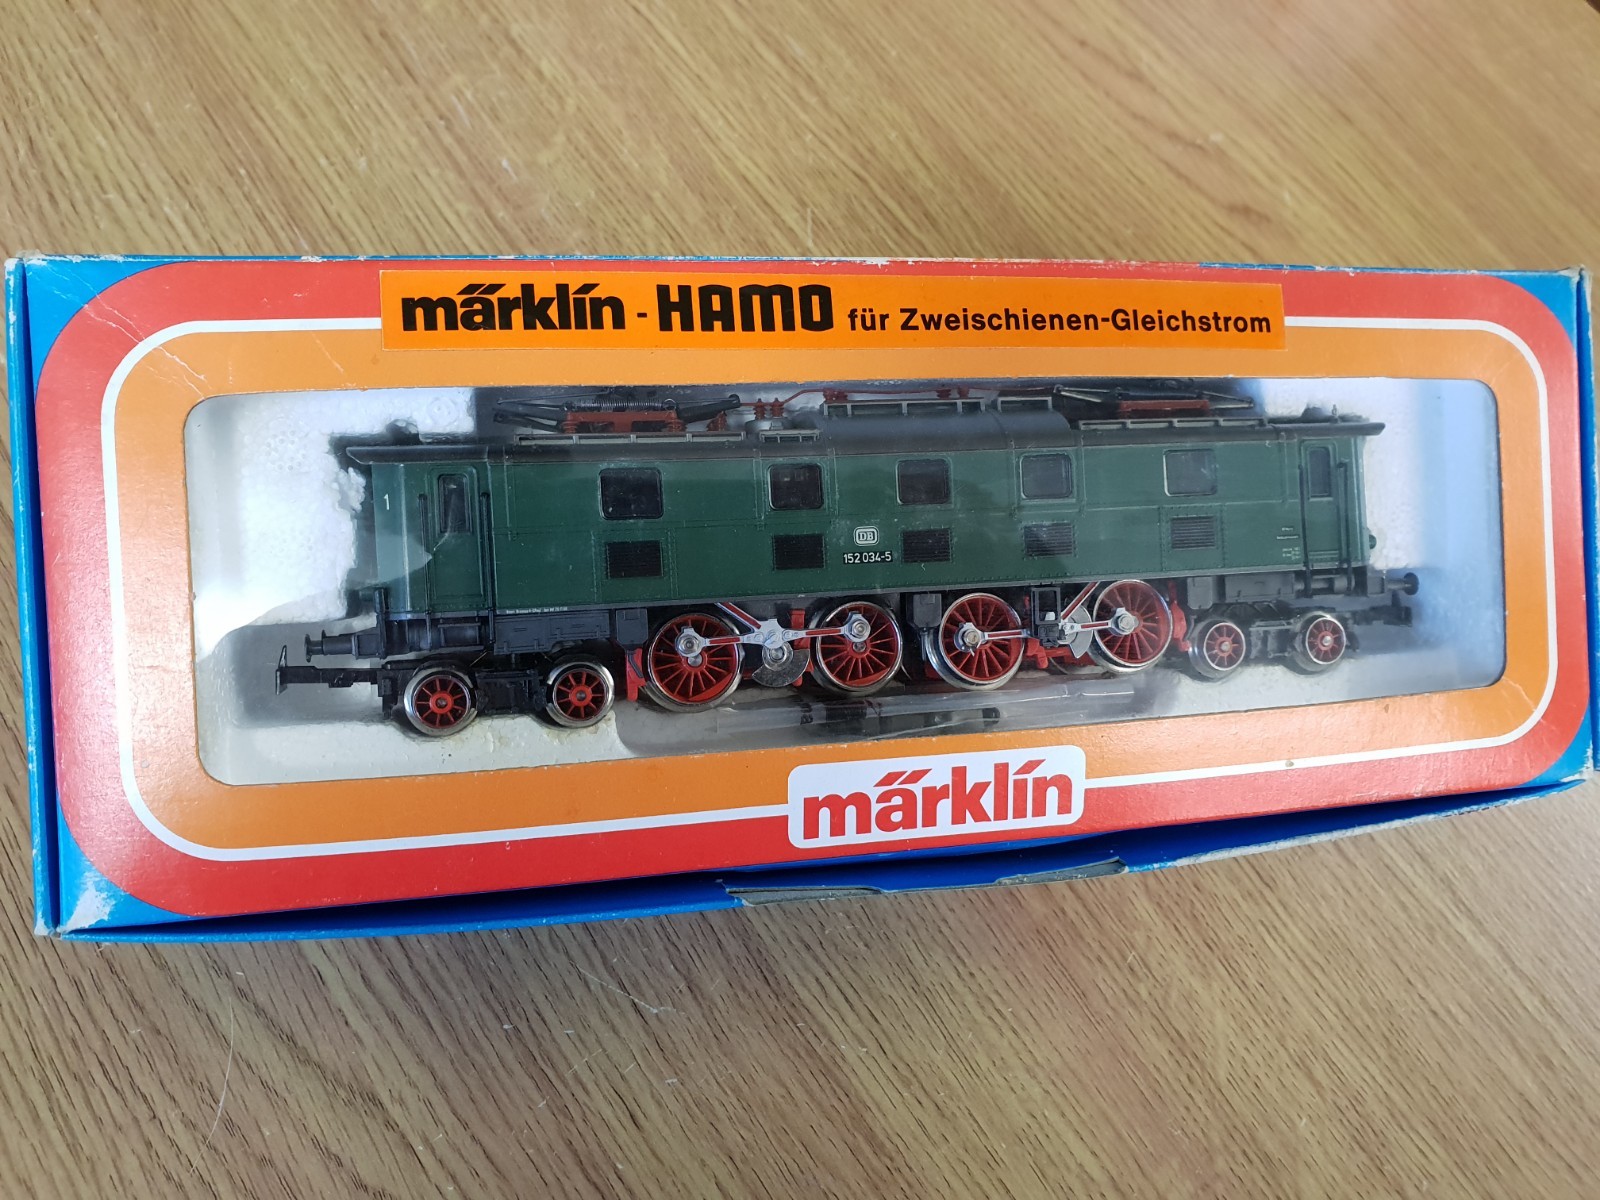 märklin - HAMO für Zweischienen-Gleichstrom
1
DB
152 034-5
märklin